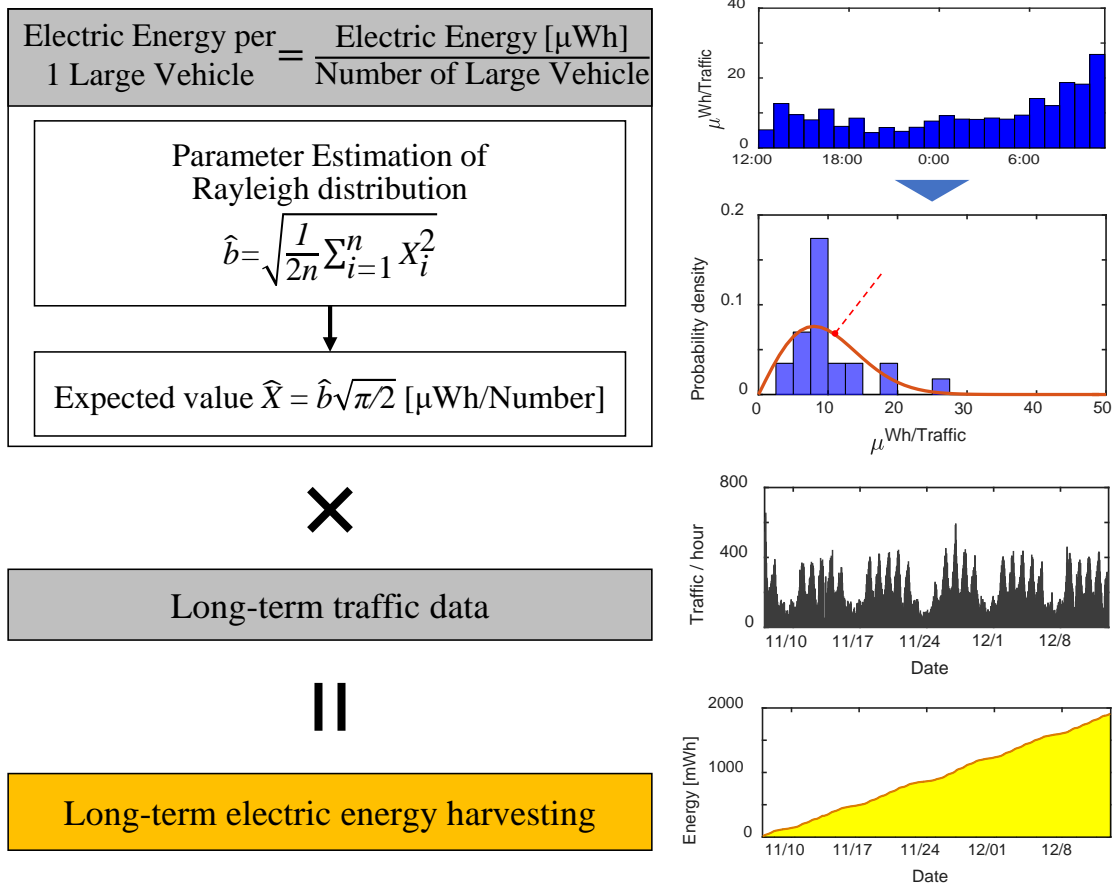 Electric Energy per
1 Large Vehicle
= Electric Energy [μWh]
Number of Large Vehicle
Parameter Estimation of
Rayleigh distribution
b̂=√(1/2n Σⁿᵢ₌₁ Xᵢ²)
Expected value X̂ = b̂√π/2 [μWh/Number]
×
Long-term traffic data
=
Long-term electric energy harvesting
μWh/Traffic
40
20
0
12:00 18:00 0:00 6:00
Probability density
0.2
0.1
0
0 10 20 30 40 50
μWh/Traffic
Traffic / hour
800
400
0
11/10 11/17 11/24 12/1 12/8
Date
Energy [mWh]
2000
1000
0
11/10 11/17 11/24 12/01 12/8
Date